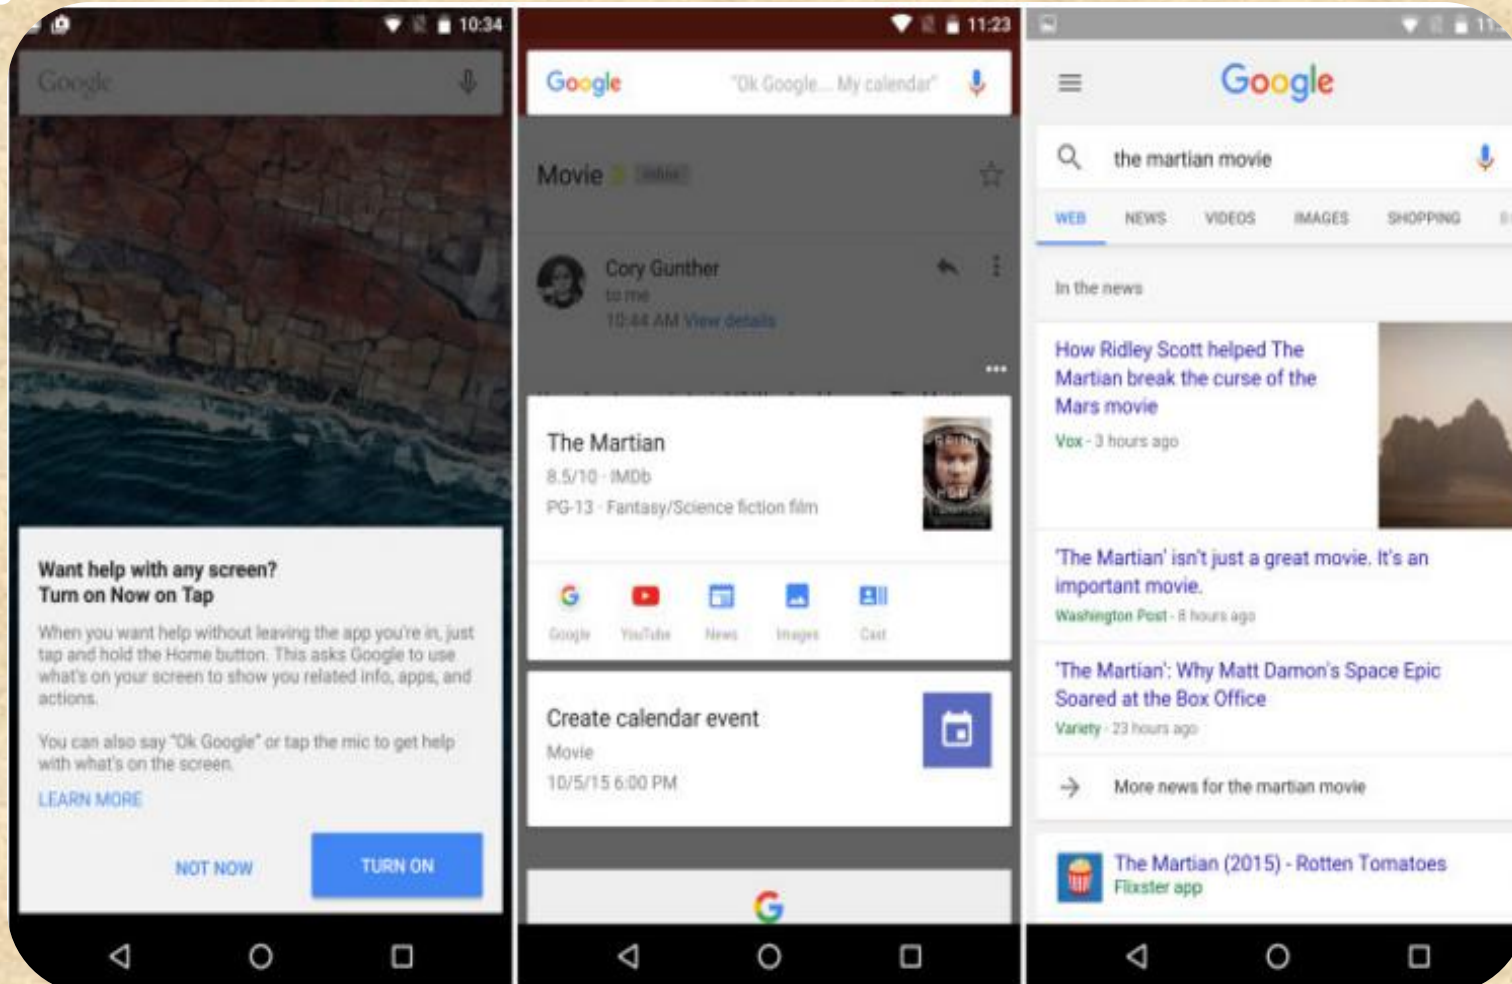 10:34
Google
Want help with any screen?
Turn on Now on Tap
When you want help without leaving the app you're in, just
tap and hold the Home button. This asks Google to use
what's on your screen to show you related info, apps, and
actions.
You can also say "Ok Google" or tap the mic to get help
with what's on the screen.
LEARN MORE
NOT NOW
TURN ON
11:23
Google
"Ok Google... My calendar"
Movie
Cory Gunther
to me
10:44 AM View details
The Martian
8.5/10 · IMDb
PG-13 · Fantasy/Science fiction film
Google YouTube News Images Cast
Create calendar event
Movie
10/5/15 6:00 PM
G
Google
the martian movie
WEB NEWS VIDEOS IMAGES SHOPPING
In the news
How Ridley Scott helped The
Martian break the curse of the
Mars movie
Vox - 3 hours ago
'The Martian' isn't just a great movie. It's an
important movie.
Washington Post - 8 hours ago
'The Martian': Why Matt Damon's Space Epic
Soared at the Box Office
Variety - 23 hours ago
More news for the martian movie
The Martian (2015) - Rotten Tomatoes
Flixster app